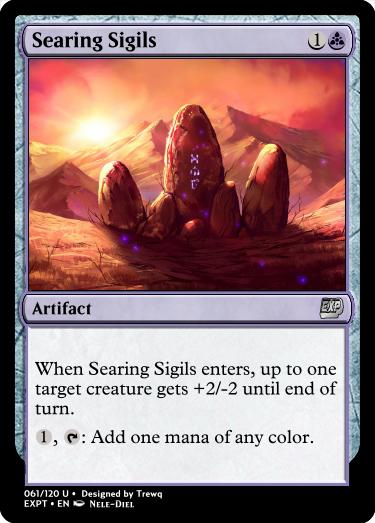 Searing Sigils 1
Artifact EXP
When Searing Sigils enters, up to one
target creature gets +2/-2 until end of
turn.
1, : Add one mana of any color.
061/120 U • Designed by Trewq
EXPT • EN Nele-Diel